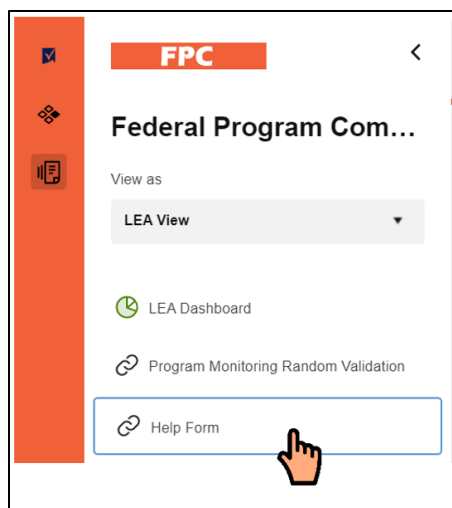 FPC
Federal Program Com...
View as
LEA View
LEA Dashboard
Program Monitoring Random Validation
Help Form